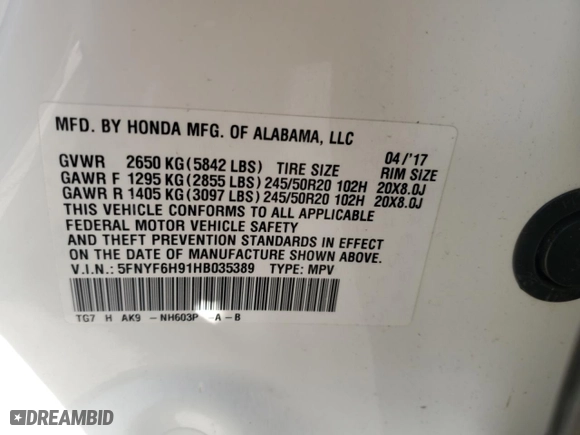 MFD. BY HONDA MFG. OF ALABAMA, LLC
04/'17
GVWR 2650 KG(5842 LBS) TIRE SIZE RIM SIZE
GAWR F 1295 KG(2855 LBS)245/50R20 102H 20X8.0J
GAWR R 1405 KG(3097 LBS)245/50R20 102H 20X8.0J
THIS VEHICLE CONFORMS TO ALL APPLICABLE
FEDERAL MOTOR VEHICLE SAFETY
AND THEFT PREVENTION STANDARDS IN EFFECT
ON THE DATE OF MANUFACTURE SHOWN ABOVE.
V.I.N.: 5FNYF6H91HB035389 TYPE: MPV
TG7 H AK9 -NH603P -A-B
DREAMBID